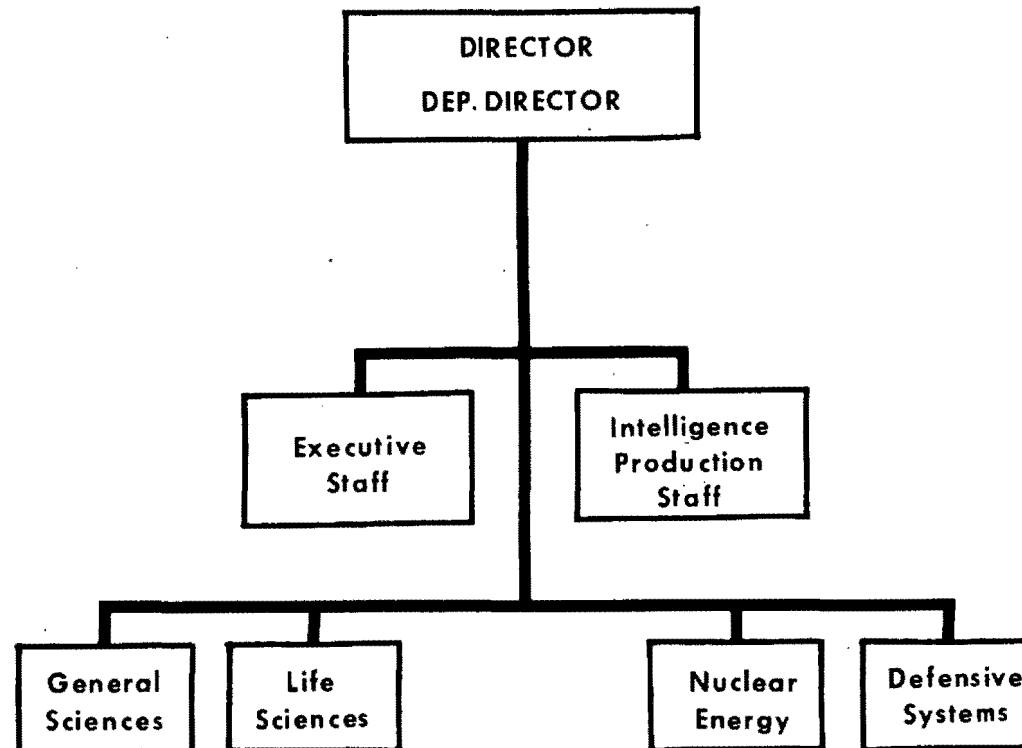 DIRECTOR
DEP. DIRECTOR
Executive
Staff
Intelligence
Production
Staff
General
Sciences
Life
Sciences
Nuclear
Energy
Defensive
Systems